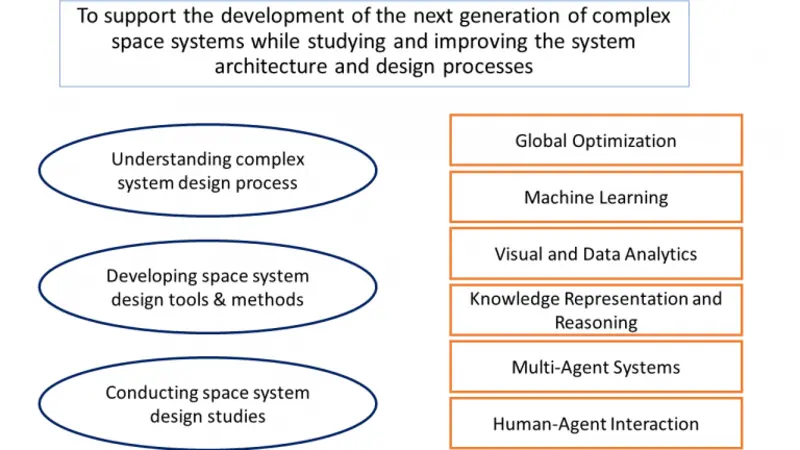 To support the development of the next generation of complex
space systems while studying and improving the system
architecture and design processes
Understanding complex
system design process
Developing space system
design tools & methods
Conducting space system
design studies
Global Optimization
Machine Learning
Visual and Data Analytics
Knowledge Representation and
Reasoning
Multi-Agent Systems
Human-Agent Interaction